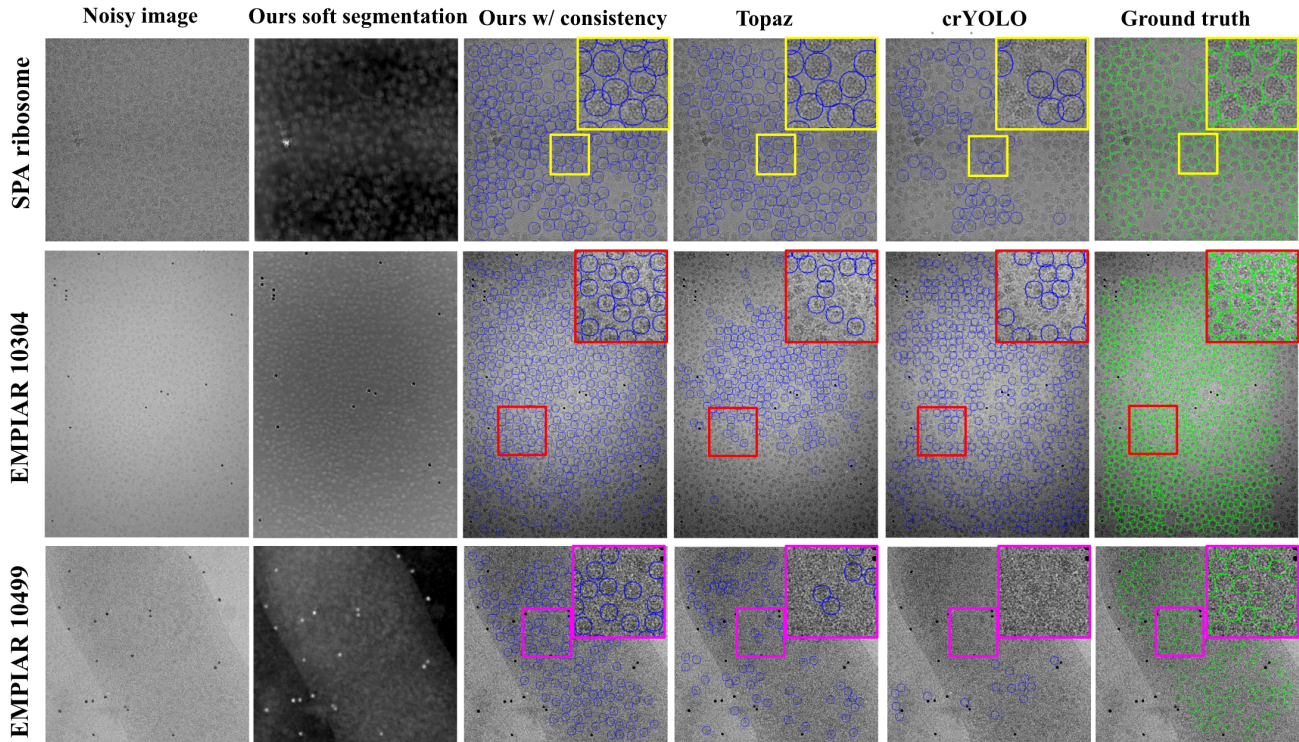 Noisy image
Ours soft segmentation
Ours w/ consistency
Topaz
crYOLO
Ground truth
SPA ribosome
EMPIAR 10304
EMPIAR 10499